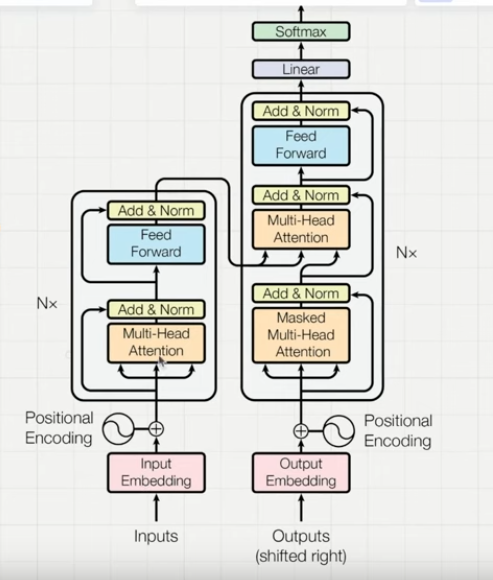 Softmax
Linear
Add & Norm
Feed
Forward
Add & Norm
Multi-Head
Attention
Add & Norm
Masked
Multi-Head
Attention
Nx
Add & Norm
Feed
Forward
Add & Norm
Multi-Head
Attention
Nx
Positional
Encoding
Positional
Encoding
Input
Embedding
Output
Embedding
Inputs
Outputs
(shifted right)